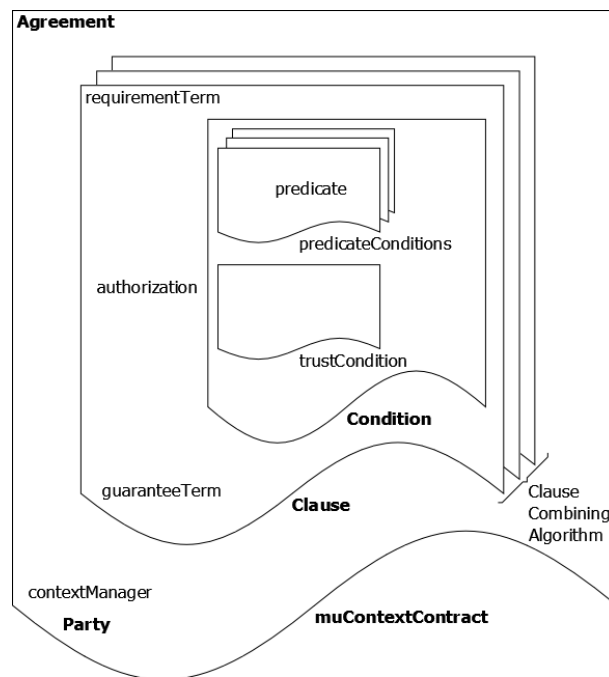 Agreement
requirementTerm
predicate
predicateConditions
authorization
trustCondition
Condition
guaranteeTerm
Clause
Clause
Combining
Algorithm
contextManager
Party
muContextContract